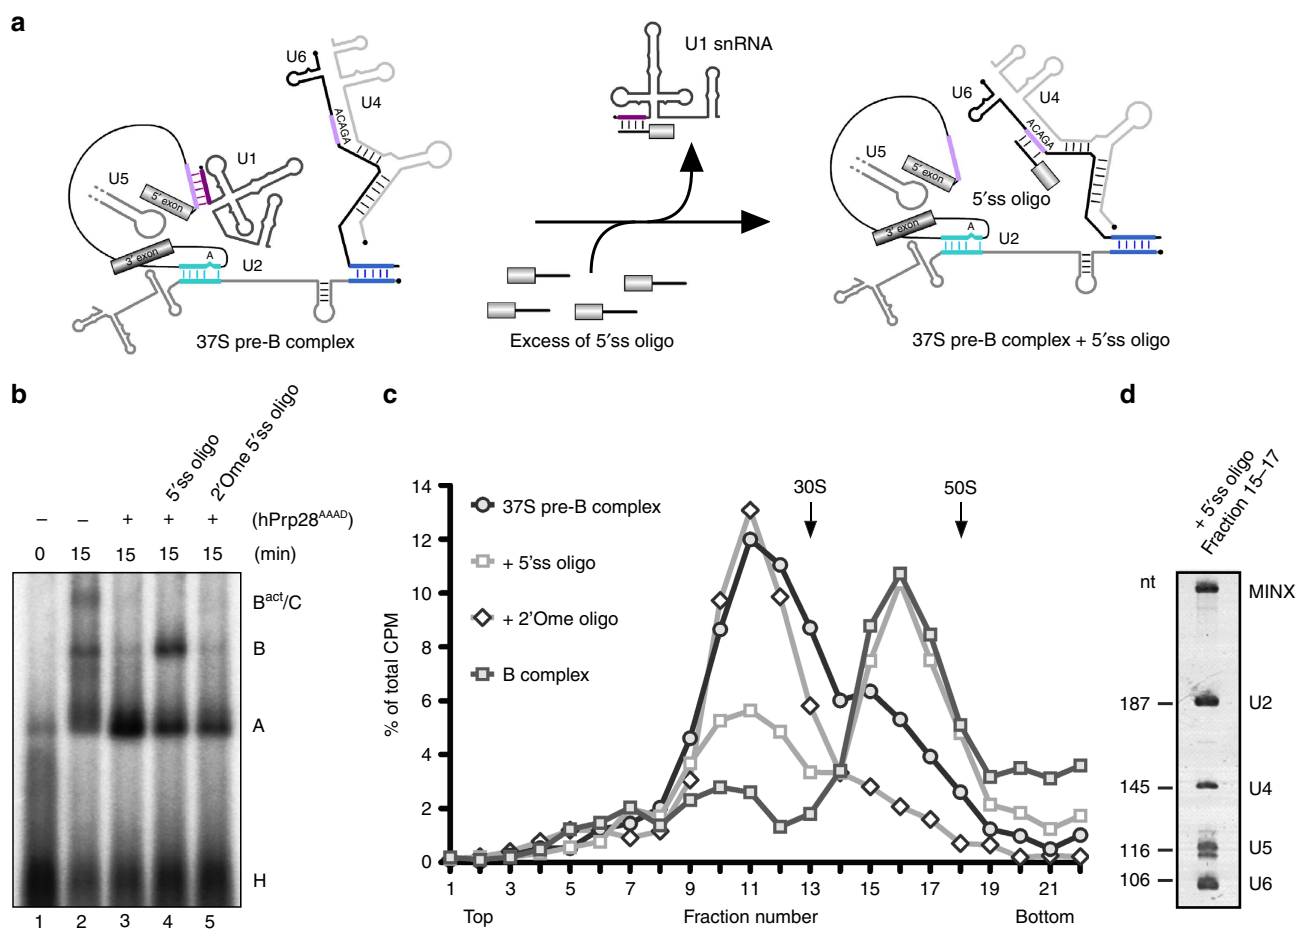 a
U6
U4
ACAGA
U1
U5
5′ exon
3′ exon
A
U2
37S pre-B complex
U1 snRNA
Excess of 5′ss oligo
U6
U4
ACAGA
U5
5′ss oligo
3′ exon
A
U2
37S pre-B complex + 5′ss oligo
b
5′ss oligo
2′Ome 5′ss oligo
– – + + + (hPrp28AAAD)
0 15 15 15 15 (min)
Bact/C
B
A
H
1 2 3 4 5
c
% of total CPM
14
12
10
8
6
4
2
0
37S pre-B complex
+ 5′ss oligo
+ 2′Ome oligo
B complex
30S
50S
1 3 5 7 9 11 13 15 17 19 21
Top Fraction number Bottom
d
+ 5′ss oligo
Fraction 15–17
nt
MINX
187 U2
145 U4
116 U5
106 U6